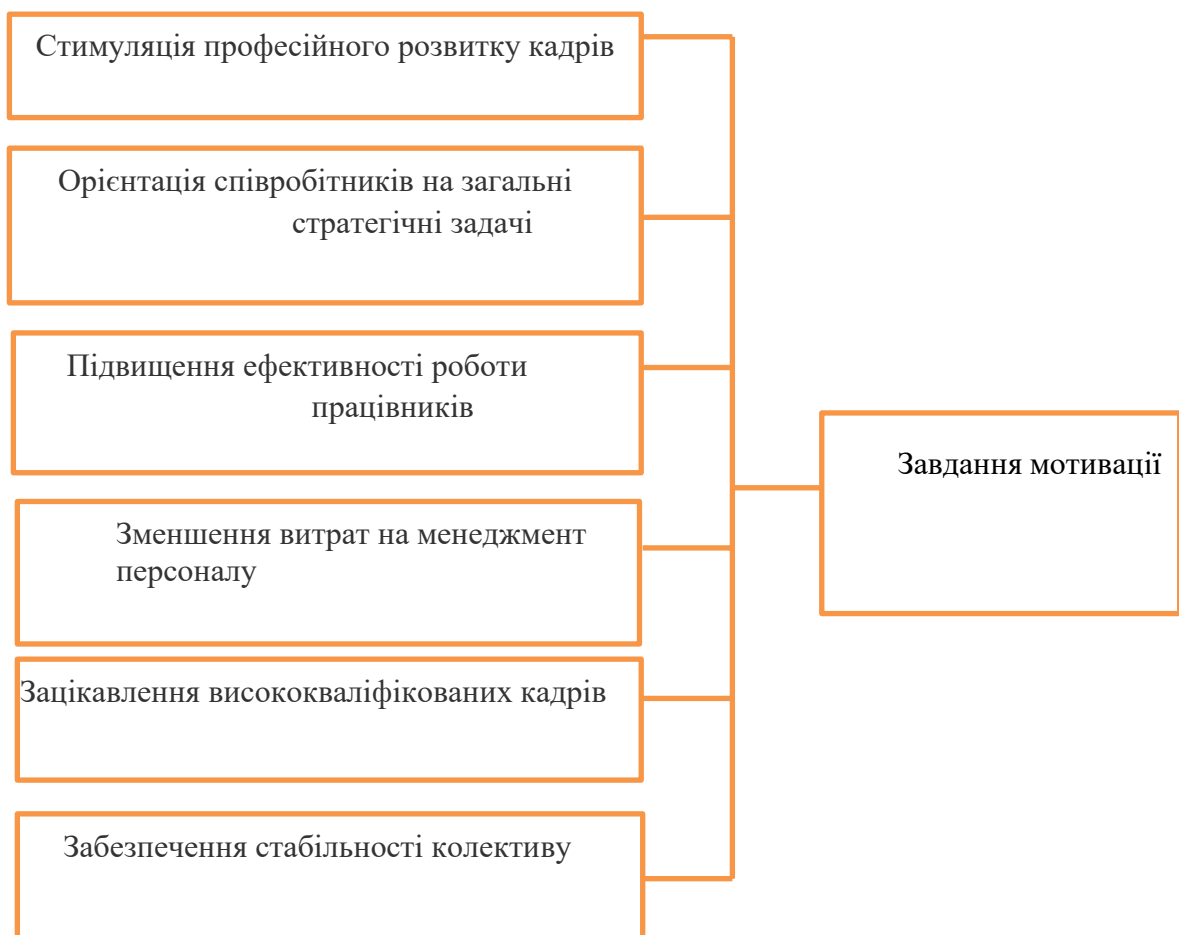 Стимуляція професійного розвитку кадрів
Орієнтація співробітників на загальні
стратегічні задачі
Підвищення ефективності роботи
працівників
Завдання мотивації
Зменшення витрат на менеджмент
персоналу
Зацікавлення висококваліфікованих кадрів
Забезпечення стабільності колективу